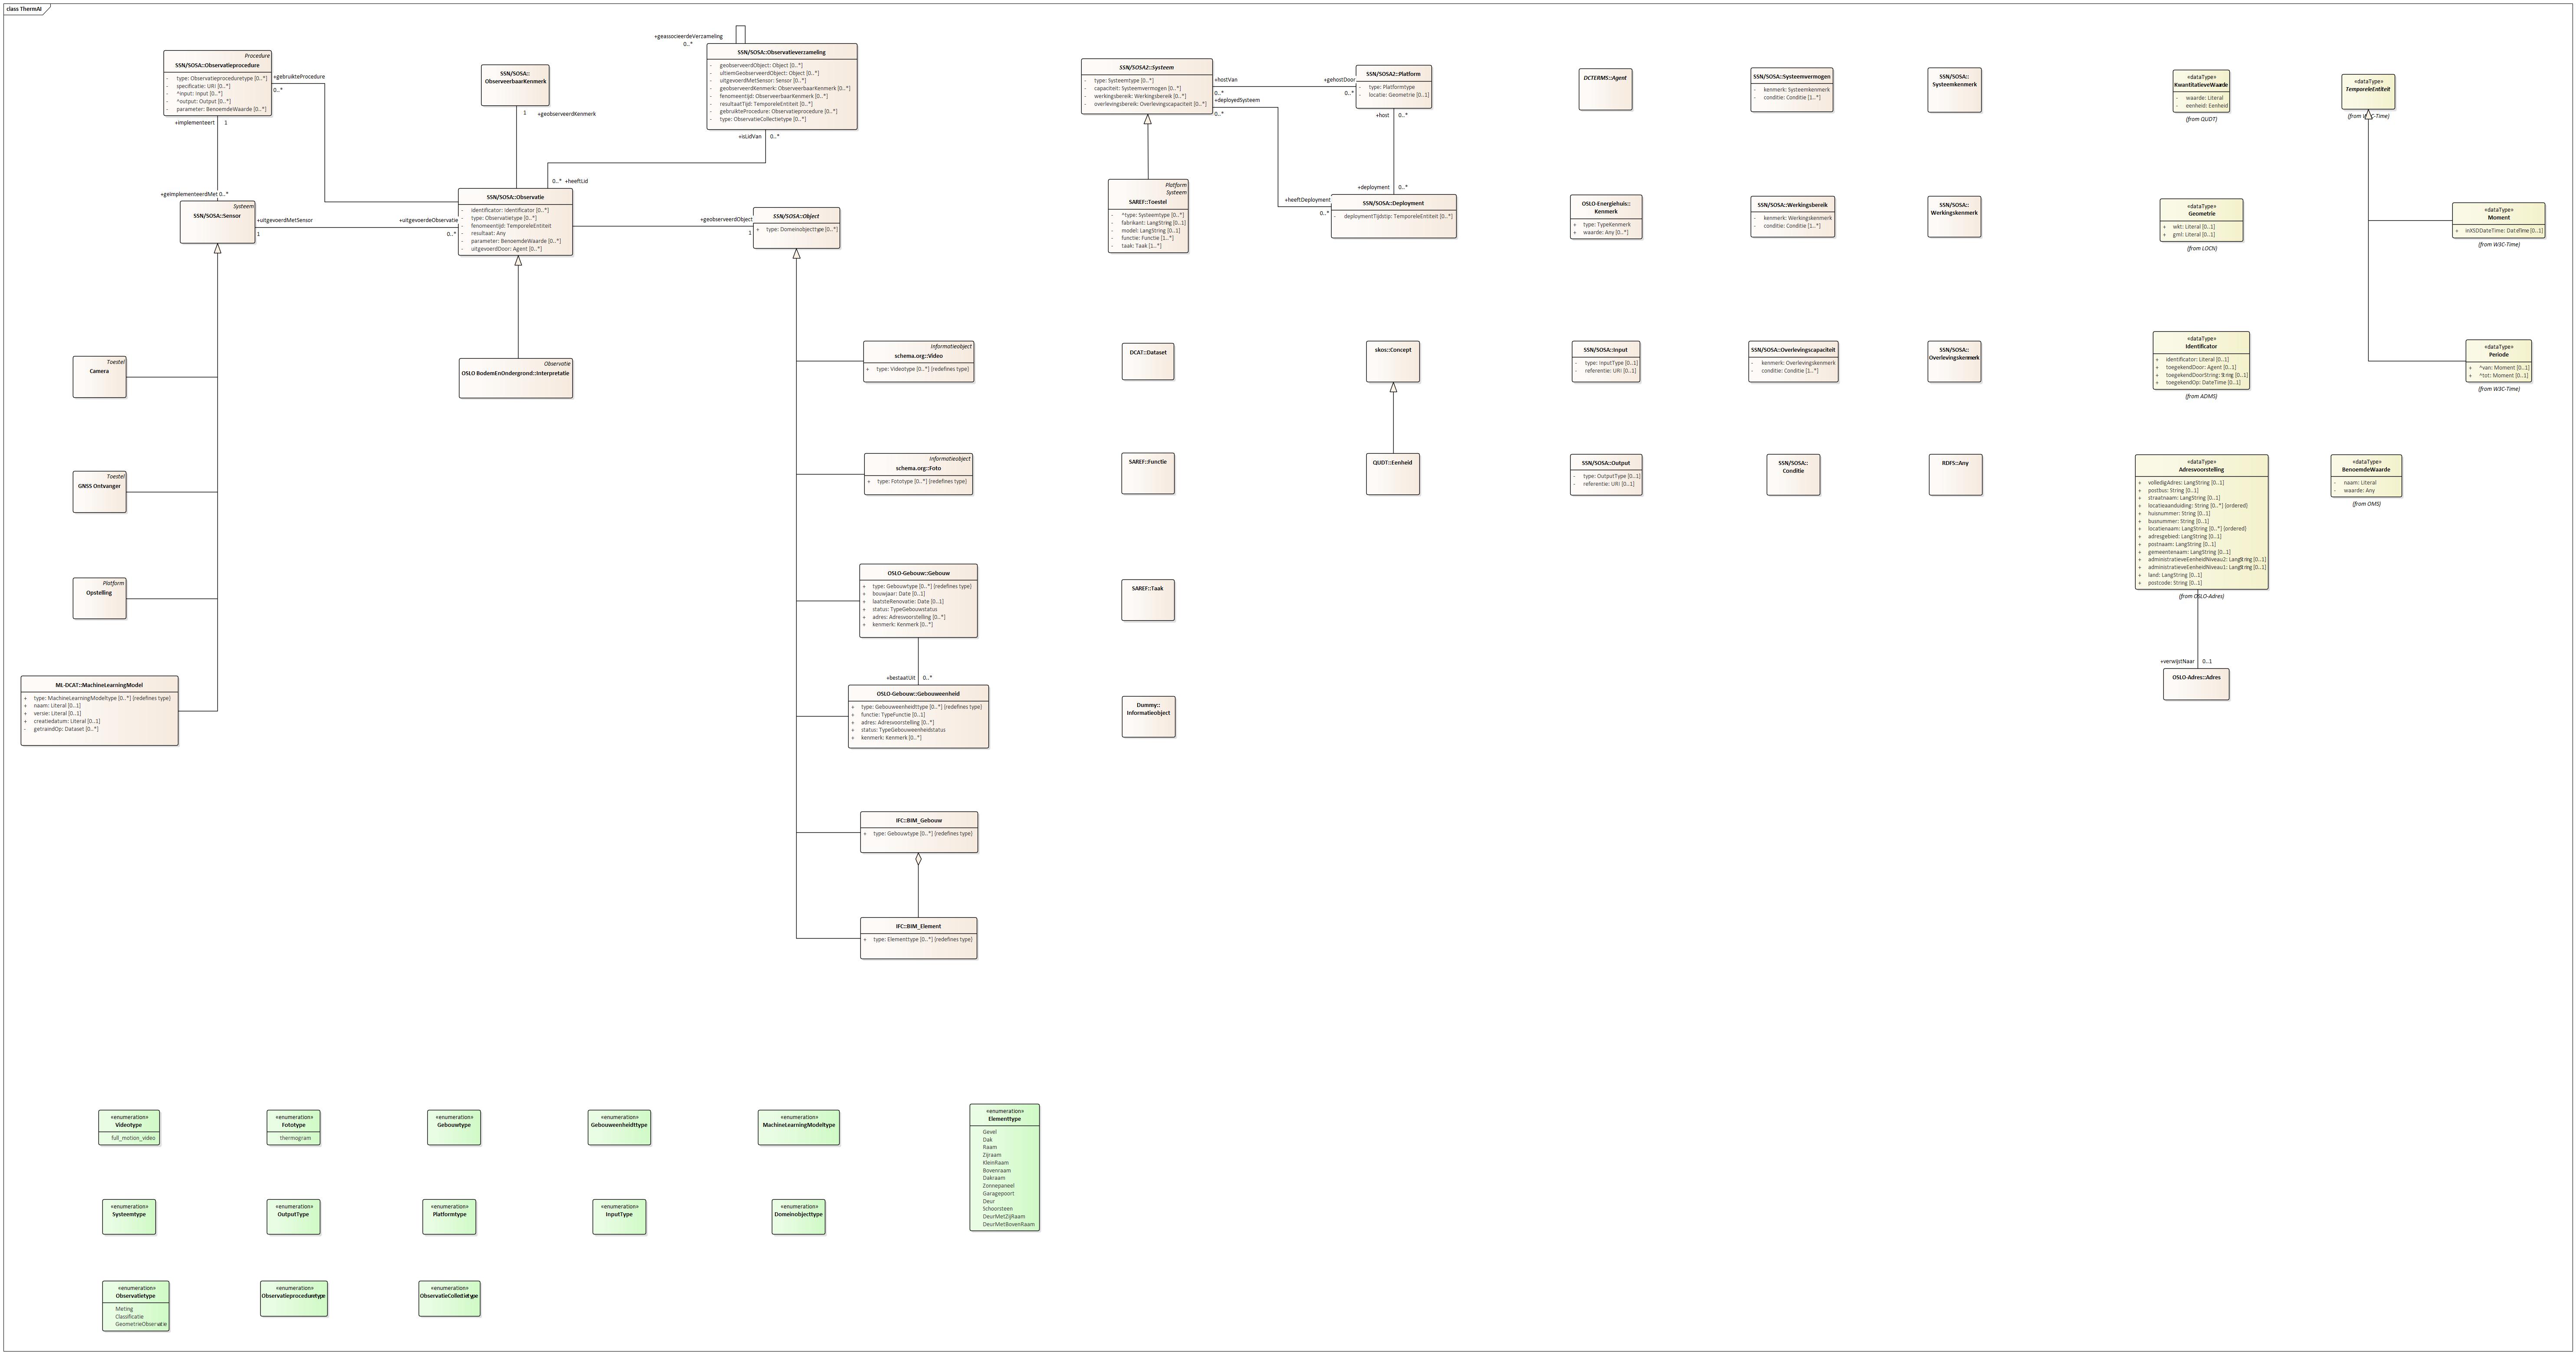 class ThermAI
Procedure
SSN/SOSA::Observatieprocedure
- type: Observatieproceduretype [0..*]
- specificatie: URI [0..*]
- ^input: Input [0..*]
- ^output: Output [0..*]
- parameter: BenoemdeWaarde [0..*]
+gebruikteProcedure
0..*
+implementeert 1
+geïmplementeerdMet 0..*
Systeem
SSN/SOSA::Sensor
+uitgevoerdMetSensor
1
+uitgevoerdeObservatie
0..*
SSN/SOSA::
ObserveerbaarKenmerk
1 +geobserveerdKenmerk
+geassocieerdeVerzameling
0..*
SSN/SOSA::Observatieverzameling
- geobserveerdObject: Object [0..*]
- ultiemGeobserveerdObject: Object [0..*]
- uitgevoerdMetSensor: Sensor [0..*]
- geobserveerdKenmerk: ObserveerbaarKenmerk [0..*]
- fenomeentijd: ObserveerbaarKenmerk [0..*]
- resultaatTijd: TemporeleEntiteit [0..*]
- gebruikteProcedure: Observatieprocedure [0..*]
- type: ObservatieCollectietype [0..*]
+isLidVan 0..*
0..* +heeftLid
SSN/SOSA::Observatie
- identificator: Identificator [0..*]
- type: Observatietype [0..*]
- fenomeentijd: TemporeleEntiteit
- resultaat: Any
- parameter: BenoemdeWaarde [0..*]
- uitgevoerdDoor: Agent [0..*]
+geobserveerdObject
1
SSN/SOSA::Object
+ type: Domeinobjecttype [0..*]
Observatie
OSLO BodemEnOndergrond::Interpretatie
Toestel
Camera
Toestel
GNSS Ontvanger
Platform
Opstelling
ML-DCAT::MachineLearningModel
+ type: MachineLearningModeltype [0..*] {redefines type}
+ naam: Literal [0..1]
+ versie: Literal [0..1]
+ creatiedatum: Literal [0..1]
- getraindOp: Dataset [0..*]
Informatieobject
schema.org::Video
+ type: Videotype [0..*] {redefines type}
Informatieobject
schema.org::Foto
+ type: Fototype [0..*] {redefines type}
OSLO-Gebouw::Gebouw
+ type: Gebouwtype [0..*] {redefines type}
+ bouwjaar: Date [0..1]
+ laatsteRenovatie: Date [0..1]
+ status: TypeGebouwstatus
+ adres: Adresvoorstelling [0..*]
+ kenmerk: Kenmerk [0..*]
+bestaatUit 0..*
OSLO-Gebouw::Gebouweenheid
+ type: Gebouweenheidtype [0..*] {redefines type}
+ functie: TypeFunctie [0..1]
+ adres: Adresvoorstelling [0..*]
+ status: TypeGebouweenheidstatus
+ kenmerk: Kenmerk [0..*]
IFC::BIM_Gebouw
+ type: Gebouwtype [0..*] {redefines type}
IFC::BIM_Element
+ type: Elementtype [0..*] {redefines type}
SSN/SOSA2::Systeem
- type: Systeemtype [0..*]
- capaciteit: Systeemvermogen [0..*]
- werkingsbereik: Werkingsbereik [0..*]
- overlevingsbereik: Overlevingscapaciteit [0..*]
+hostVan
0..*
+deployedSysteem
0..*
+gehostDoor
0..*
SSN/SOSA2::Platform
- type: Platformtype
- locatie: Geometrie [0..1]
+host 0..*
+deployment 0..*
+heeftDeployment
0..*
SSN/SOSA::Deployment
- deploymentTijdstip: TemporeleEntiteit [0..*]
Platform
Systeem
SAREF::Toestel
- ^type: Systeemtype [0..*]
- fabrikant: LangString [0..1]
- model: LangString [0..1]
- functie: Functie [1..*]
- taak: Taak [1..*]
DCAT::Dataset
SAREF::Functie
SAREF::Taak
Dummy::
Informatieobject
skos::Concept
QUDT::Eenheid
DCTERMS::Agent
OSLO-Energiehuis::
Kenmerk
+ type: TypeKenmerk
+ waarde: Any [0..*]
SSN/SOSA::Input
- type: InputType [0..1]
- referentie: URI [0..1]
SSN/SOSA::Output
- type: OutputType [0..1]
- referentie: URI [0..1]
SSN/SOSA::Systeemvermogen
- kenmerk: Systeemkenmerk
- conditie: Conditie [1..*]
SSN/SOSA::Werkingsbereik
- kenmerk: Werkingskenmerk
- conditie: Conditie [1..*]
SSN/SOSA::Overlevingscapaciteit
- kenmerk: Overlevingskenmerk
- conditie: Conditie [1..*]
SSN/SOSA::
Conditie
SSN/SOSA::
Systeemkenmerk
SSN/SOSA::
Werkingskenmerk
SSN/SOSA::
Overlevingskenmerk
RDFS::Any
«dataType»
KwantitatieveWaarde
- waarde: Literal
- eenheid: Eenheid
(from QUDT)
«dataType»
Geometrie
+ wkt: Literal [0..1]
+ gml: Literal [0..1]
(from LOCN)
«dataType»
Identificator
+ identificator: Literal [0..1]
+ toegekendDoor: Agent [0..1]
+ toegekendDoorString: String [0..1]
+ toegekendOp: DateTime [0..1]
(from ADMS)
«dataType»
Adresvoorstelling
+ volledigAdres: LangString [0..1]
+ postbus: String [0..1]
+ straatnaam: LangString [0..1]
+ locatieaanduiding: String [0..*] {ordered}
+ huisnummer: String [0..1]
+ busnummer: String [0..1]
+ locatienaam: LangString [0..*] {ordered}
+ adresgebied: LangString [0..1]
+ postnaam: LangString [0..1]
+ gemeentenaam: LangString [0..1]
+ administratieveEenheidNiveau2: LangString [0..1]
+ administratieveEenheidNiveau1: LangString [0..1]
+ land: LangString [0..1]
+ postcode: String [0..1]
(from OSLO-Adres)
+verwijstNaar 0..1
OSLO-Adres::Adres
«dataType»
TemporeleEntiteit
(from W3C-Time)
«dataType»
Moment
+ inXSDDateTime: DateTime [0..1]
(from W3C-Time)
«dataType»
Periode
+ ^van: Moment [0..1]
+ ^tot: Moment [0..1]
(from W3C-Time)
«dataType»
BenoemdeWaarde
- naam: Literal
- waarde: Any
(from OMS)
«enumeration»
Videotype
full_motion_video
«enumeration»
Fototype
thermogram
«enumeration»
Gebouwtype
«enumeration»
Gebouweenheidtype
«enumeration»
MachineLearningModeltype
«enumeration»
Elementtype
Gevel
Dak
Raam
Zijraam
KleinRaam
Bovenraam
Dakraam
Zonnepaneel
Garagepoort
Deur
Schoorsteen
DeurMetZijRaam
DeurMetBovenRaam
«enumeration»
Systeemtype
«enumeration»
OutputType
«enumeration»
Platformtype
«enumeration»
InputType
«enumeration»
Domeinobjecttype
«enumeration»
Observatietype
Meting
Classificatie
GeometrieObservatie
«enumeration»
Observatieproceduretype
«enumeration»
ObservatieCollectietype